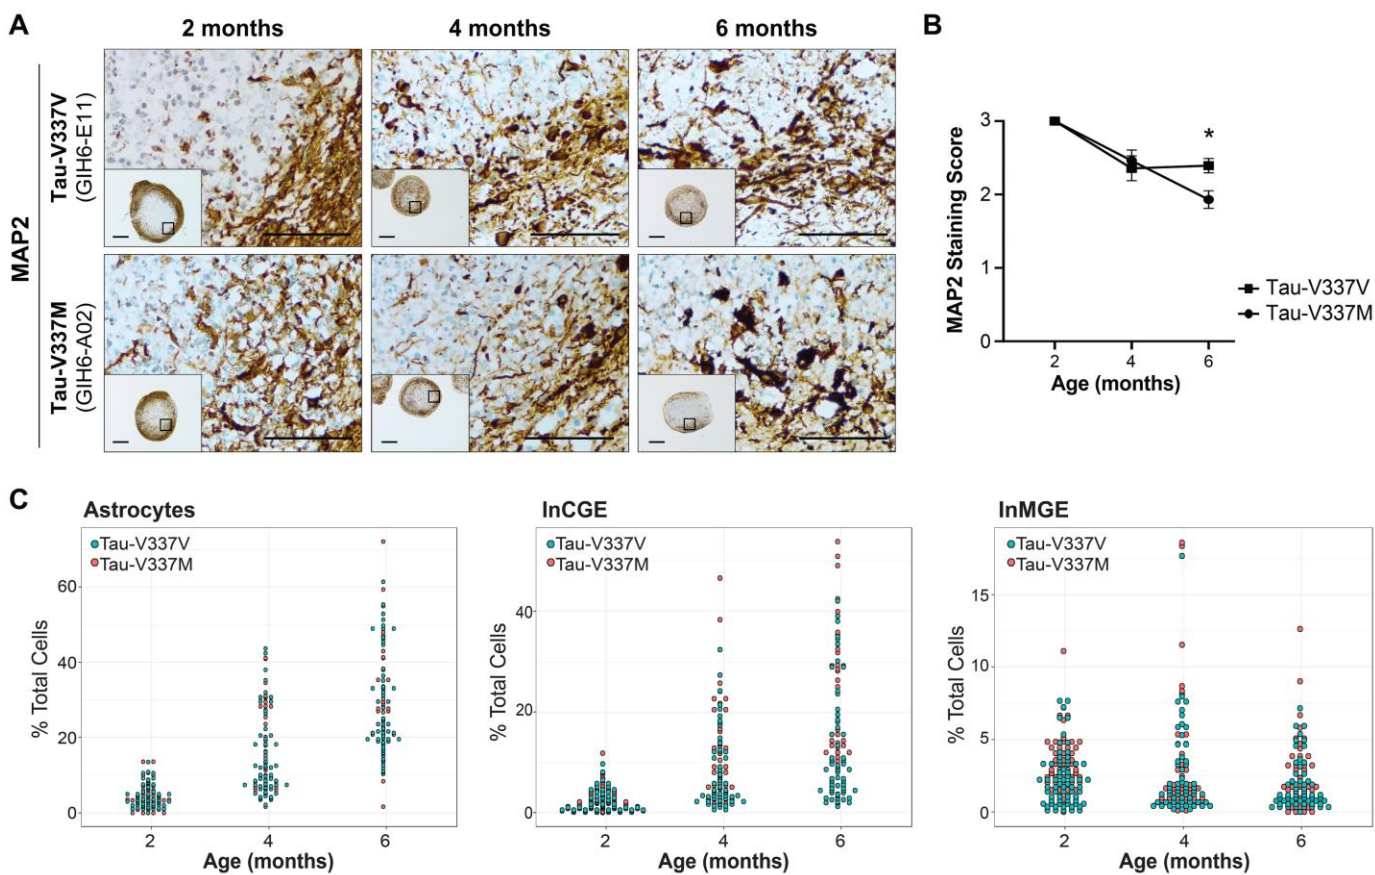 A
2 months
4 months
6 months
MAP2
Tau-V337V
(GIH6-E11)
Tau-V337M
(GIH6-A02)
B
MAP2 Staining Score
3
2
1
0
*
2
4
6
Age (months)
Tau-V337V
Tau-V337M
C
Astrocytes
Tau-V337V
Tau-V337M
% Total Cells
60
40
20
0
2
4
6
Age (months)
InCGE
Tau-V337V
Tau-V337M
% Total Cells
40
20
0
2
4
6
Age (months)
InMGE
Tau-V337V
Tau-V337M
% Total Cells
15
10
5
0
2
4
6
Age (months)